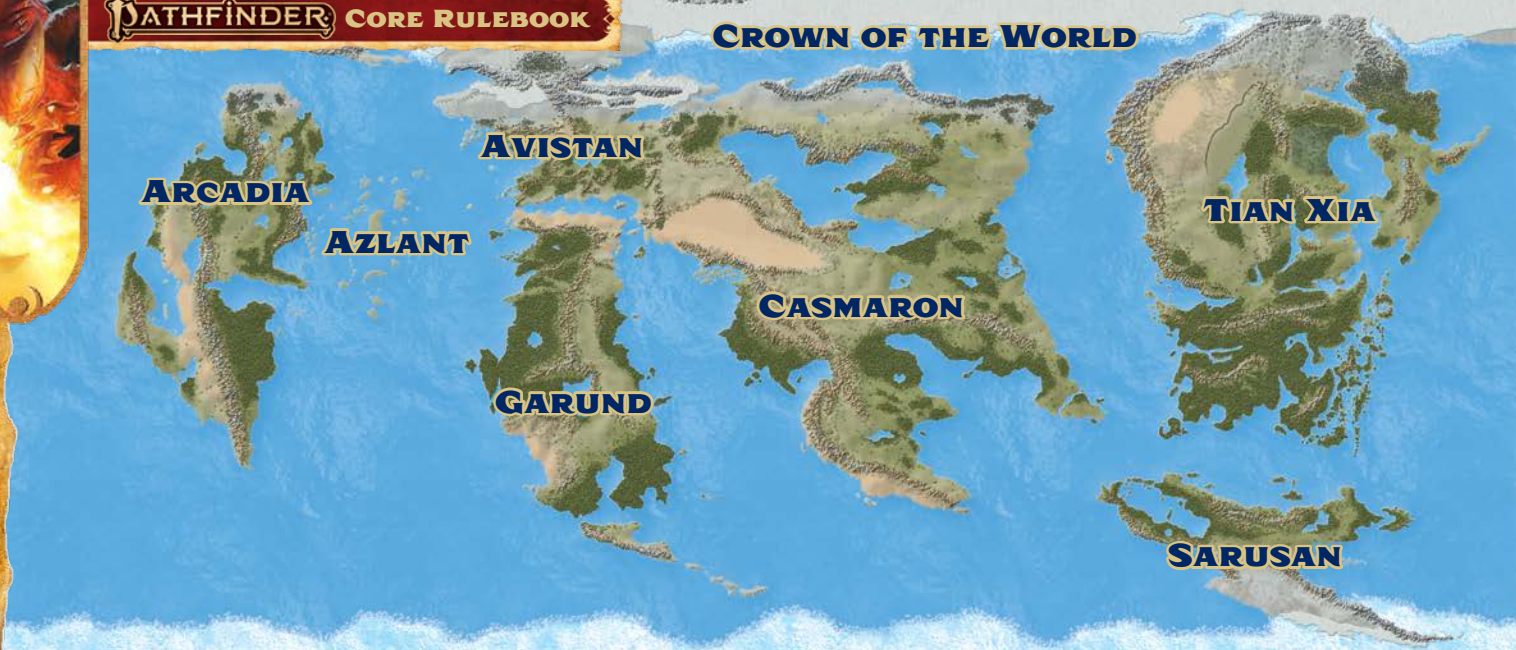 PATHFINDER CORE RULEBOOK
CROWN OF THE WORLD
AVISTAN
ARCADIA
TIAN XIA
AZLANT
CASMARON
GARUND
SARUSAN